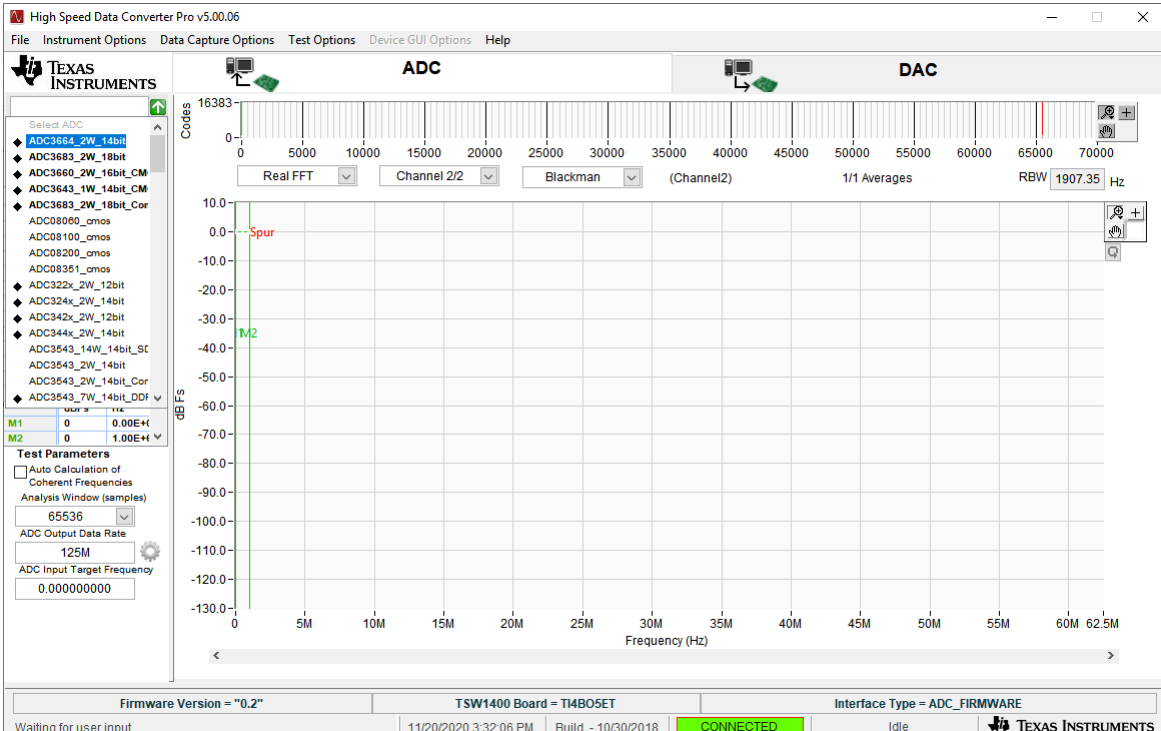 High Speed Data Converter Pro v5.00.06
File Instrument Options Data Capture Options Test Options Device GUI Options Help
TEXAS INSTRUMENTS
ADC
DAC
Select ADC
ADC3664_2W_14bit
ADC3683_2W_18bit
ADC3660_2W_16bit_CM
ADC3643_1W_14bit_CM
ADC3683_2W_18bit_Con
ADC08060_cmos
ADC08100_cmos
ADC08200_cmos
ADC08351_cmos
ADC322x_2W_12bit
ADC324x_2W_14bit
ADC342x_2W_12bit
ADC344x_2W_14bit
ADC3543_14W_14bit_SD
ADC3543_2W_14bit
ADC3543_2W_14bit_Cor
ADC3543_7W_14bit_DDR
dBFs Hz
M1 0 0.00E+0
M2 0 1.00E+6
Test Parameters
Auto Calculation of
Coherent Frequencies
Analysis Window (samples)
65536
ADC Output Data Rate
125M
ADC Input Target Frequency
0.000000000
Codes
16383
0
0 5000 10000 15000 20000 25000 30000 35000 40000 45000 50000 55000 60000 65000 70000
Real FFT Channel 2/2 Blackman (Channel2) 1/1 Averages RBW 1907.35 Hz
dB Fs
10.0
0.0
-10.0
-20.0
-30.0
-40.0
-50.0
-60.0
-70.0
-80.0
-90.0
-100.0
-110.0
-120.0
-130.0
Spur
M2
0 5M 10M 15M 20M 25M 30M 35M 40M 45M 50M 55M 60M 62.5M
Frequency (Hz)
Firmware Version = "0.2" TSW1400 Board = TI4BO5ET Interface Type = ADC_FIRMWARE
Waiting for user input 11/20/2020 3:32:06 PM Build - 10/30/2018 CONNECTED Idle TEXAS INSTRUMENTS